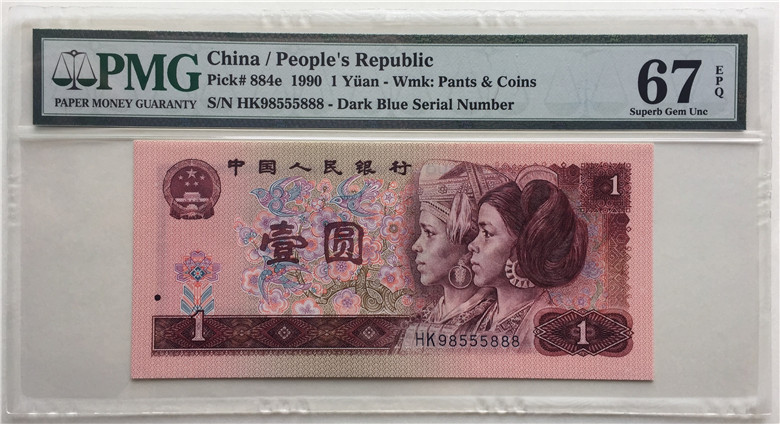 PMG
PAPER MONEY GUARANTY
China / People's Republic
Pick# 884e 1990 1 Yüan - Wmk: Pants & Coins
S/N HK98555888 - Dark Blue Serial Number
67 EPQ
Superb Gem Unc
中国人民银行
1
壹圆
1
1
HK98555888